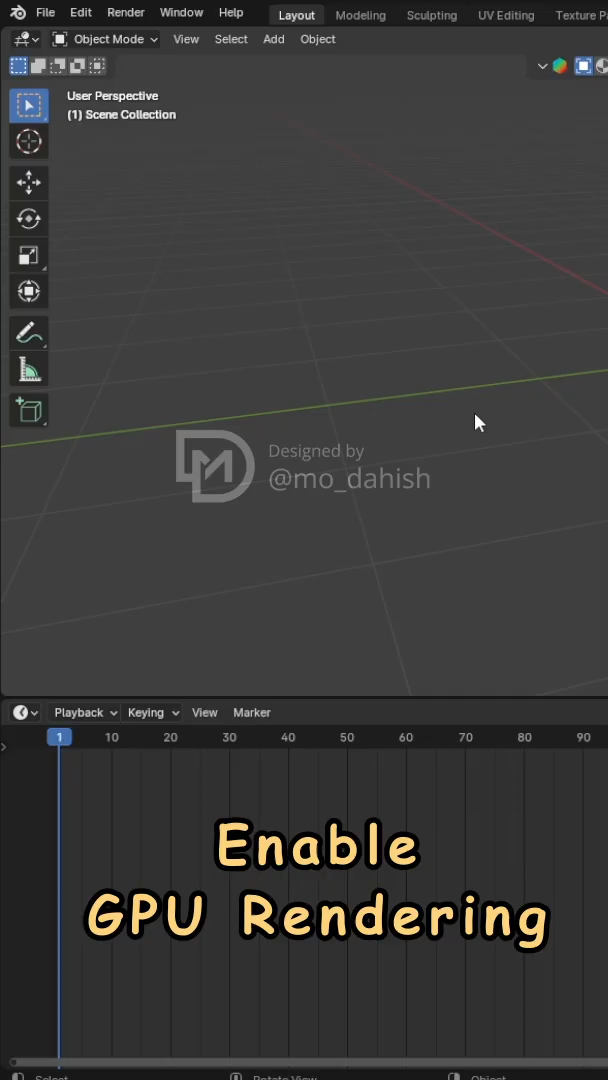 File Edit Render Window Help Layout Modeling Sculpting UV Editing Texture
Object Mode View Select Add Object
User Perspective
(1) Scene Collection
Designed by
@mo_dahish
Playback Keying View Marker
1 10 20 30 40 50 60 70 80 90
Enable
GPU Rendering
Select Rotate View Object